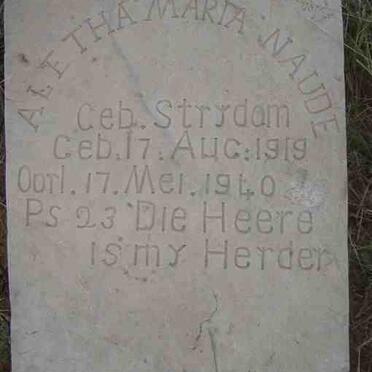 ALETHA MARIA NAUDE
Geb. Strydom
Geb. 17. Aug. 1919
Oorl. 17. Mei. 1940
Ps 23 Die Heere
is my Herder